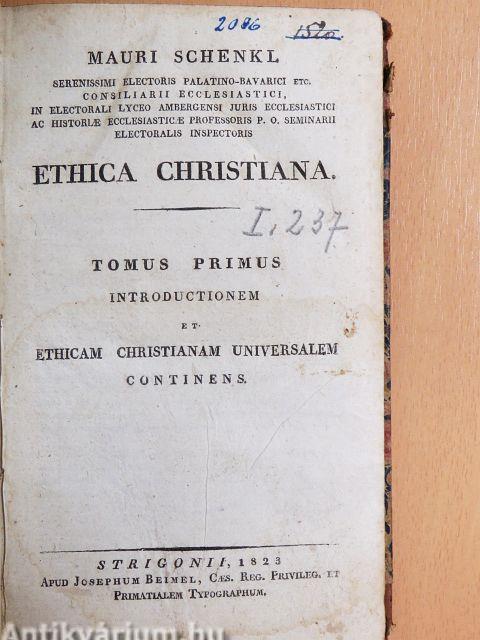 2086
MAURI SCHENKL
SERENISSIMI ELECTORIS PALATINO-BAVARICI ETC.
CONSILIARII ECCLESIASTICI,
IN ELECTORALI LYCEO AMBERGENSI JURIS ECCLESIASTICI
AC HISTORIÆ ECCLESIASTICÆ PROFESSORIS P. O. SEMINARII
ELECTORALIS INSPECTORIS
ETHICA CHRISTIANA.
I. 237
TOMUS PRIMUS
INTRODUCTIONEM
ET
ETHICAM CHRISTIANAM UNIVERSALEM
CONTINENS.
STRIGONII, 1823
APUD JOSEPHUM BEIMEL, CÆS. REG. PRIVILEG. ET
PRIMATIALEM TYPOGRAPHUM.
Antikvárium.hu